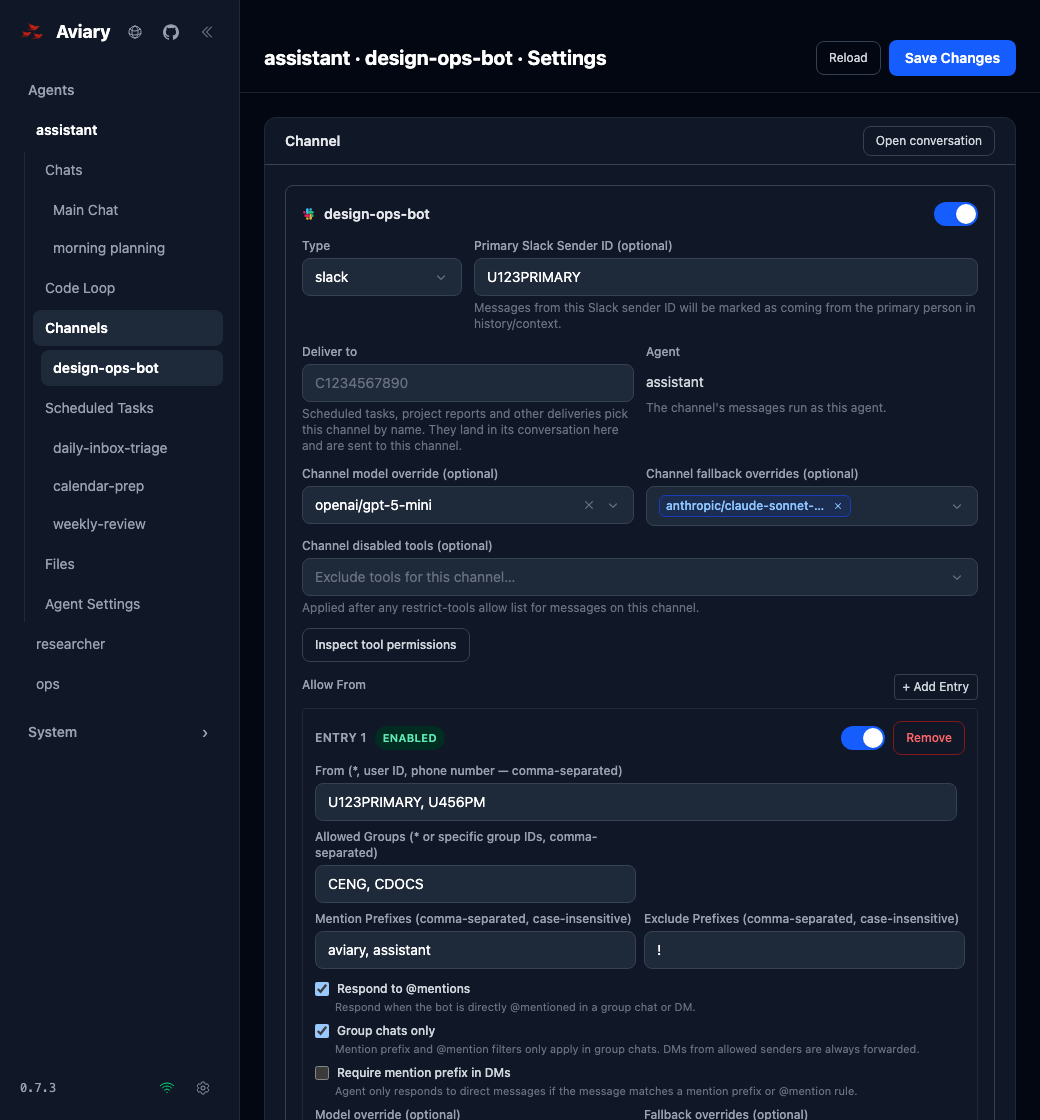 Aviary
Agents
assistant
Chats
Main Chat
morning planning
Code Loop
Channels
design-ops-bot
Scheduled Tasks
daily-inbox-triage
calendar-prep
weekly-review
Files
Agent Settings
researcher
ops
System
0.7.3
assistant · design-ops-bot · Settings
Reload
Save Changes
Channel
Open conversation
design-ops-bot
Type
Primary Slack Sender ID (optional)
slack
U123PRIMARY
Messages from this Slack sender ID will be marked as coming from the primary person in
history/context.
Deliver to
Agent
C1234567890
assistant
The channel's messages run as this agent.
Scheduled tasks, project reports and other deliveries pick
this channel by name. They land in its conversation here
and are sent to this channel.
Channel model override (optional)
Channel fallback overrides (optional)
openai/gpt-5-mini
anthropic/claude-sonnet-...
Channel disabled tools (optional)
Exclude tools for this channel...
Applied after any restrict-tools allow list for messages on this channel.
Inspect tool permissions
Allow From
+ Add Entry
ENTRY 1
ENABLED
Remove
From (*, user ID, phone number — comma-separated)
U123PRIMARY, U456PM
Allowed Groups (* or specific group IDs, comma-
separated)
CENG, CDOCS
Mention Prefixes (comma-separated, case-insensitive)
Exclude Prefixes (comma-separated, case-insensitive)
aviary, assistant
!
Respond to @mentions
Respond when the bot is directly @mentioned in a group chat or DM.
Group chats only
Mention prefix and @mention filters only apply in group chats. DMs from allowed senders are always forwarded.
Require mention prefix in DMs
Agent only responds to direct messages if the message matches a mention prefix or @mention rule.
Model override (optional)
Fallback overrides (optional)